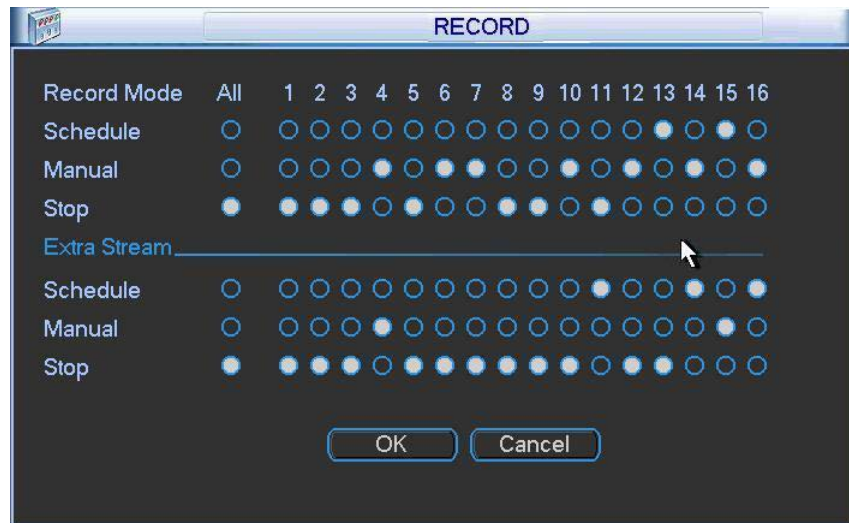 RECORD
Record Mode All 1 2 3 4 5 6 7 8 9 10 11 12 13 14 15 16
Schedule
Manual
Stop
Extra Stream
Schedule
Manual
Stop
OK Cancel